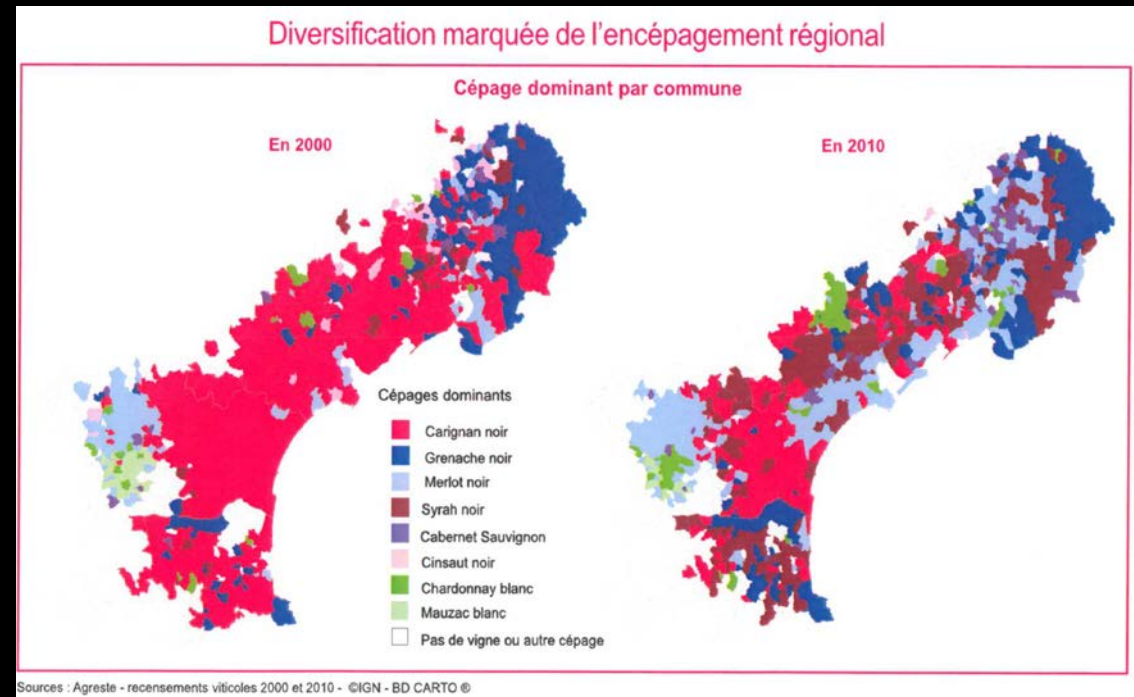 Diversification marquée de l'encépagement régional
Cépage dominant par commune
En 2000
En 2010
Cépages dominants
Carignan noir
Grenache noir
Merlot noir
Syrah noir
Cabernet Sauvignon
Cinsaut noir
Chardonnay blanc
Mauzac blanc
Pas de vigne ou autre cépage
Sources : Agreste - recensements viticoles 2000 et 2010 - ©IGN - BD CARTO ®